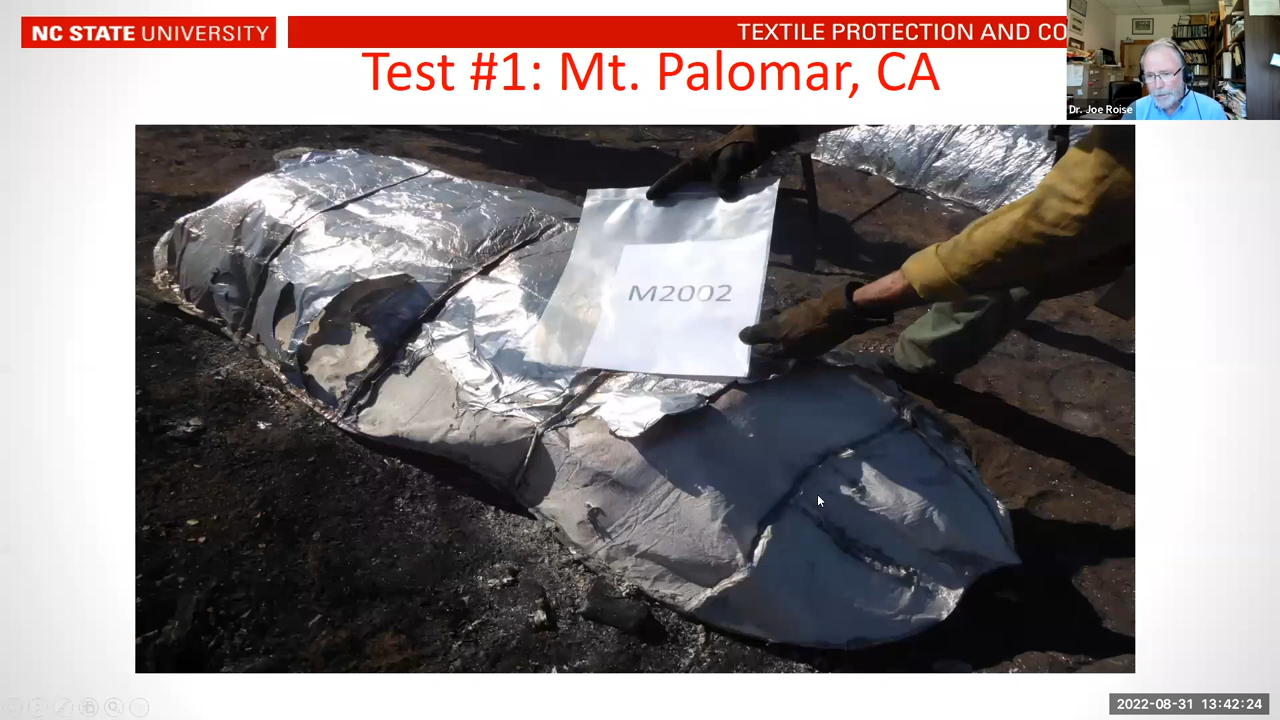 NC STATE UNIVERSITY
TEXTILE PROTECTION AND CO
Test #1: Mt. Palomar, CA
Dr. Joe Roise
M2002
2022-08-31 13:42:24